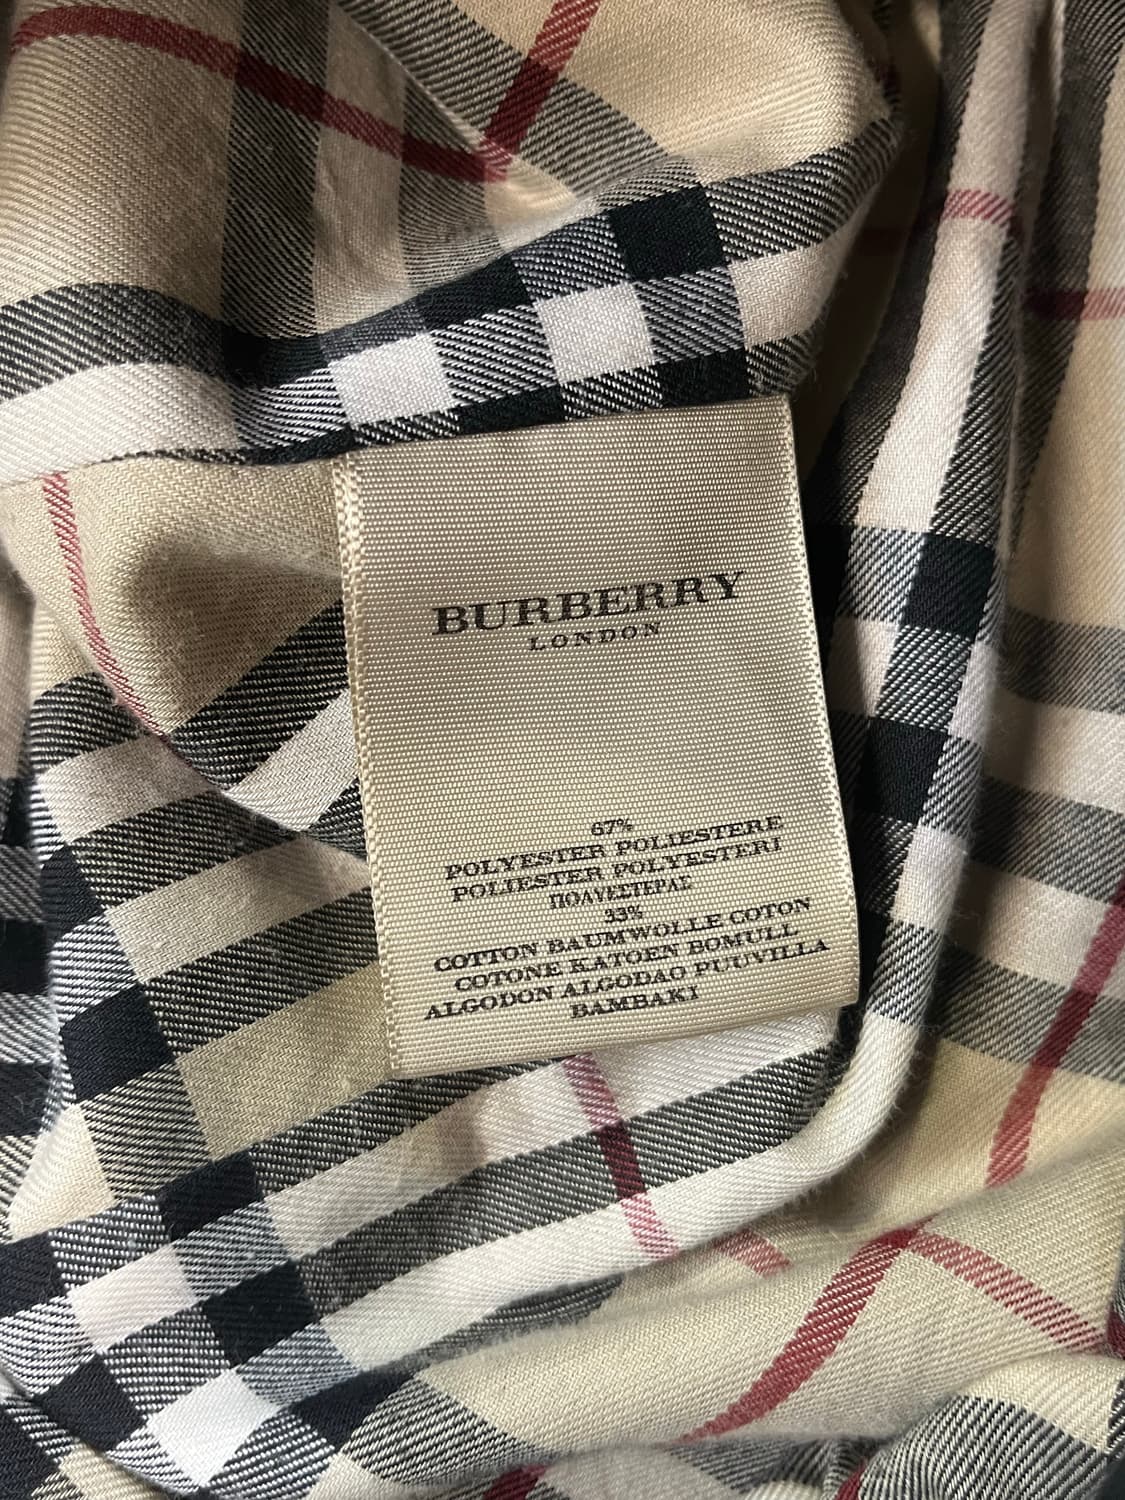 BURBERRY
LONDON
67%
POLYESTER POLIESTERE
POLIESTER POLYESTERI
ΠΟΛΥΕΣΤΕΡΑΣ
33%
COTTON BAUMWOLLE COTON
COTONE KATOEN BOMULL
ALGODON ALGODAO PUUVILLA
BAMBAKI